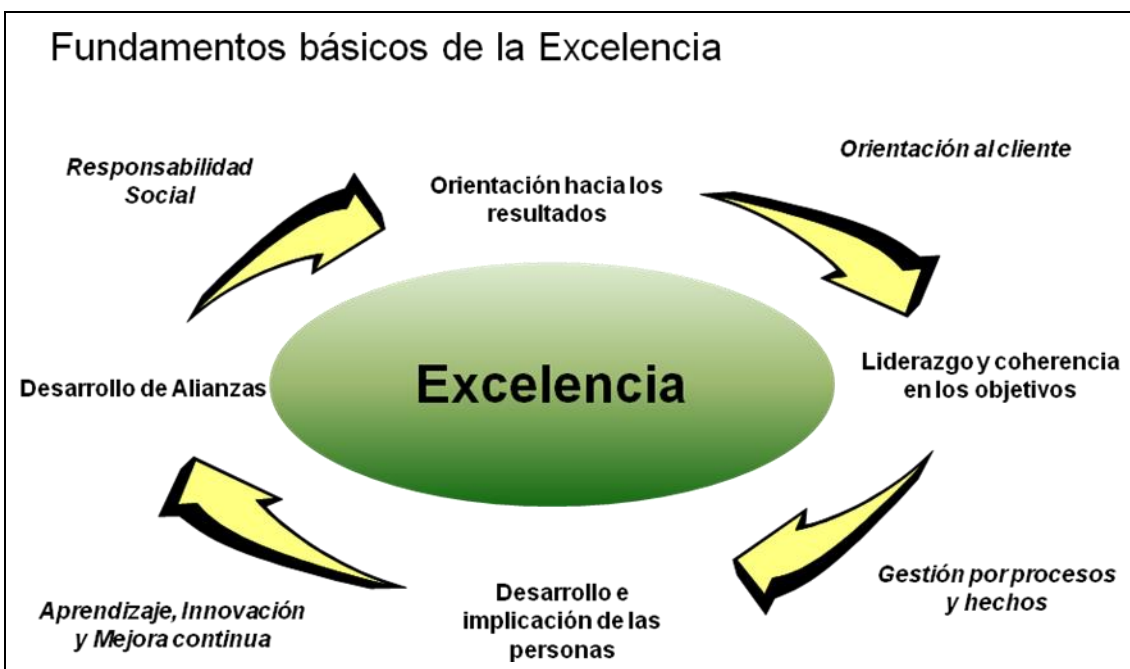 Fundamentos básicos de la Excelencia
Responsabilidad
Social
Orientación hacia los
resultados
Orientación al cliente
Desarrollo de Alianzas
Excelencia
Liderazgo y coherencia
en los objetivos
Aprendizaje, Innovación
y Mejora continua
Desarrollo e
implicación de las
personas
Gestión por procesos
y hechos